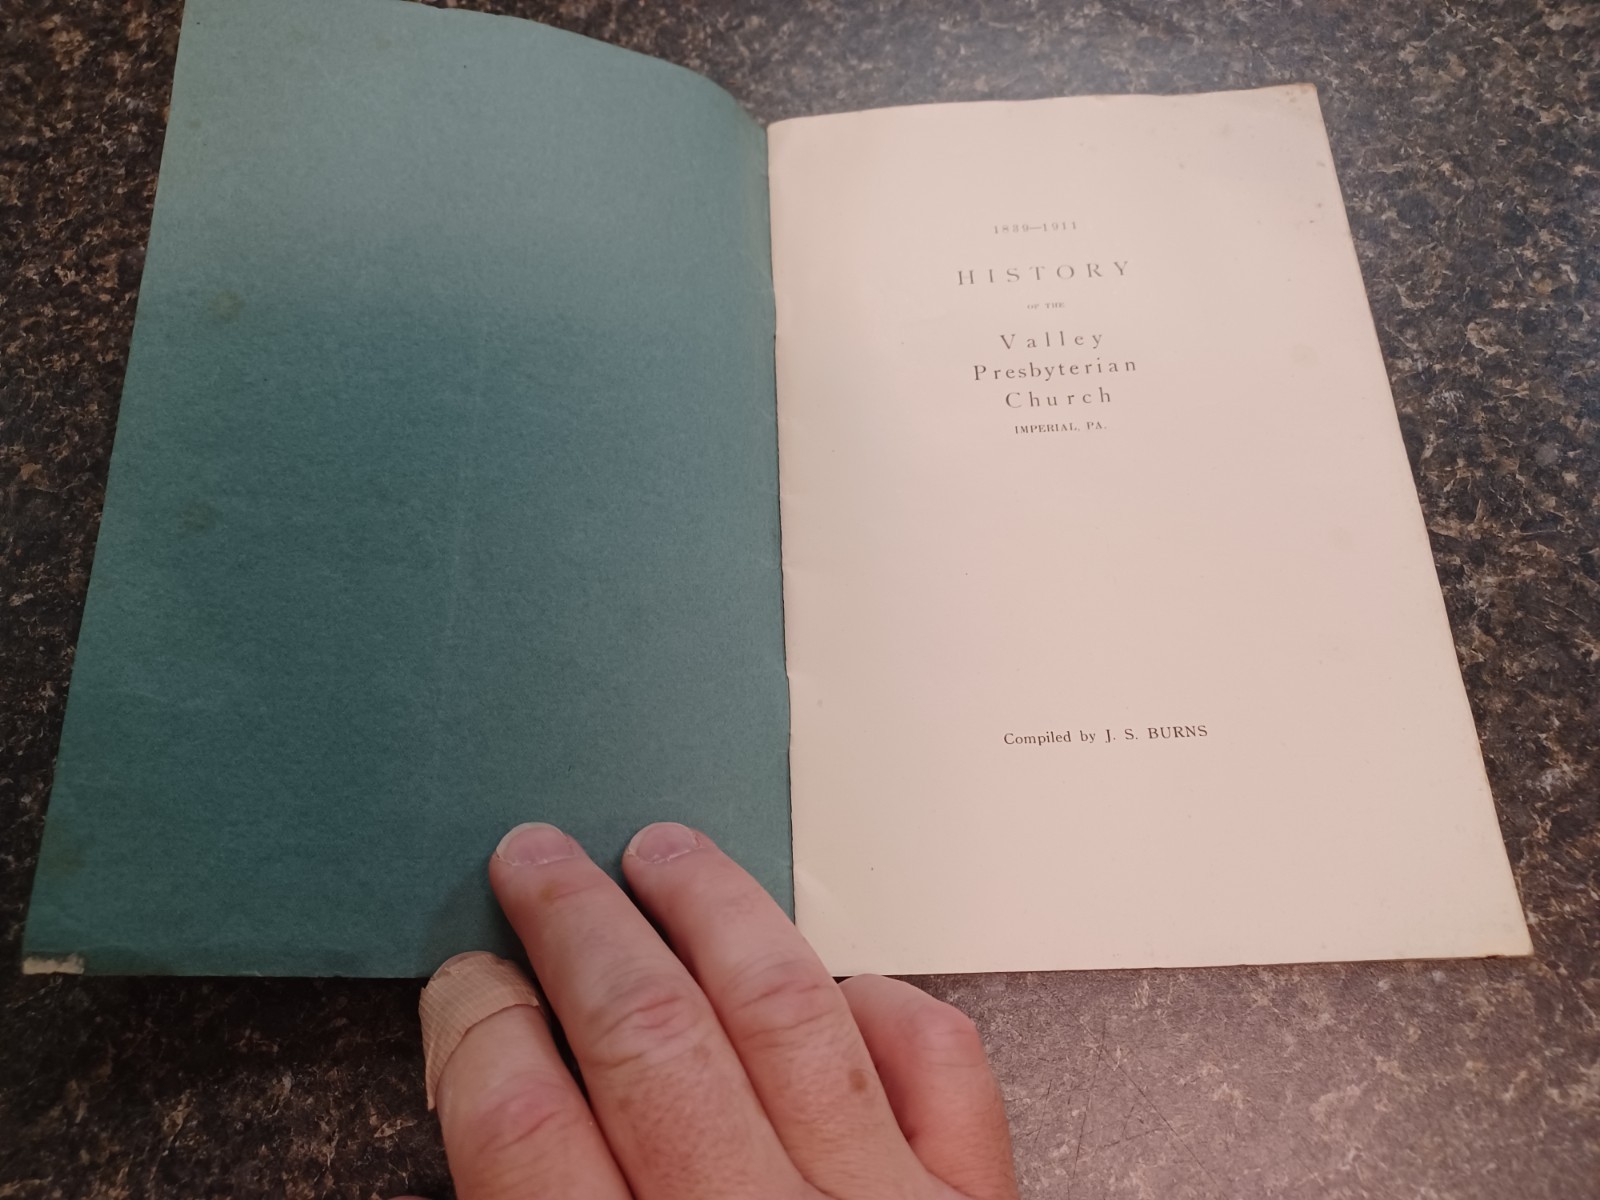 1839—1911
HISTORY
OF THE
Valley
Presbyterian
Church
IMPERIAL, PA.
Compiled by J. S. BURNS